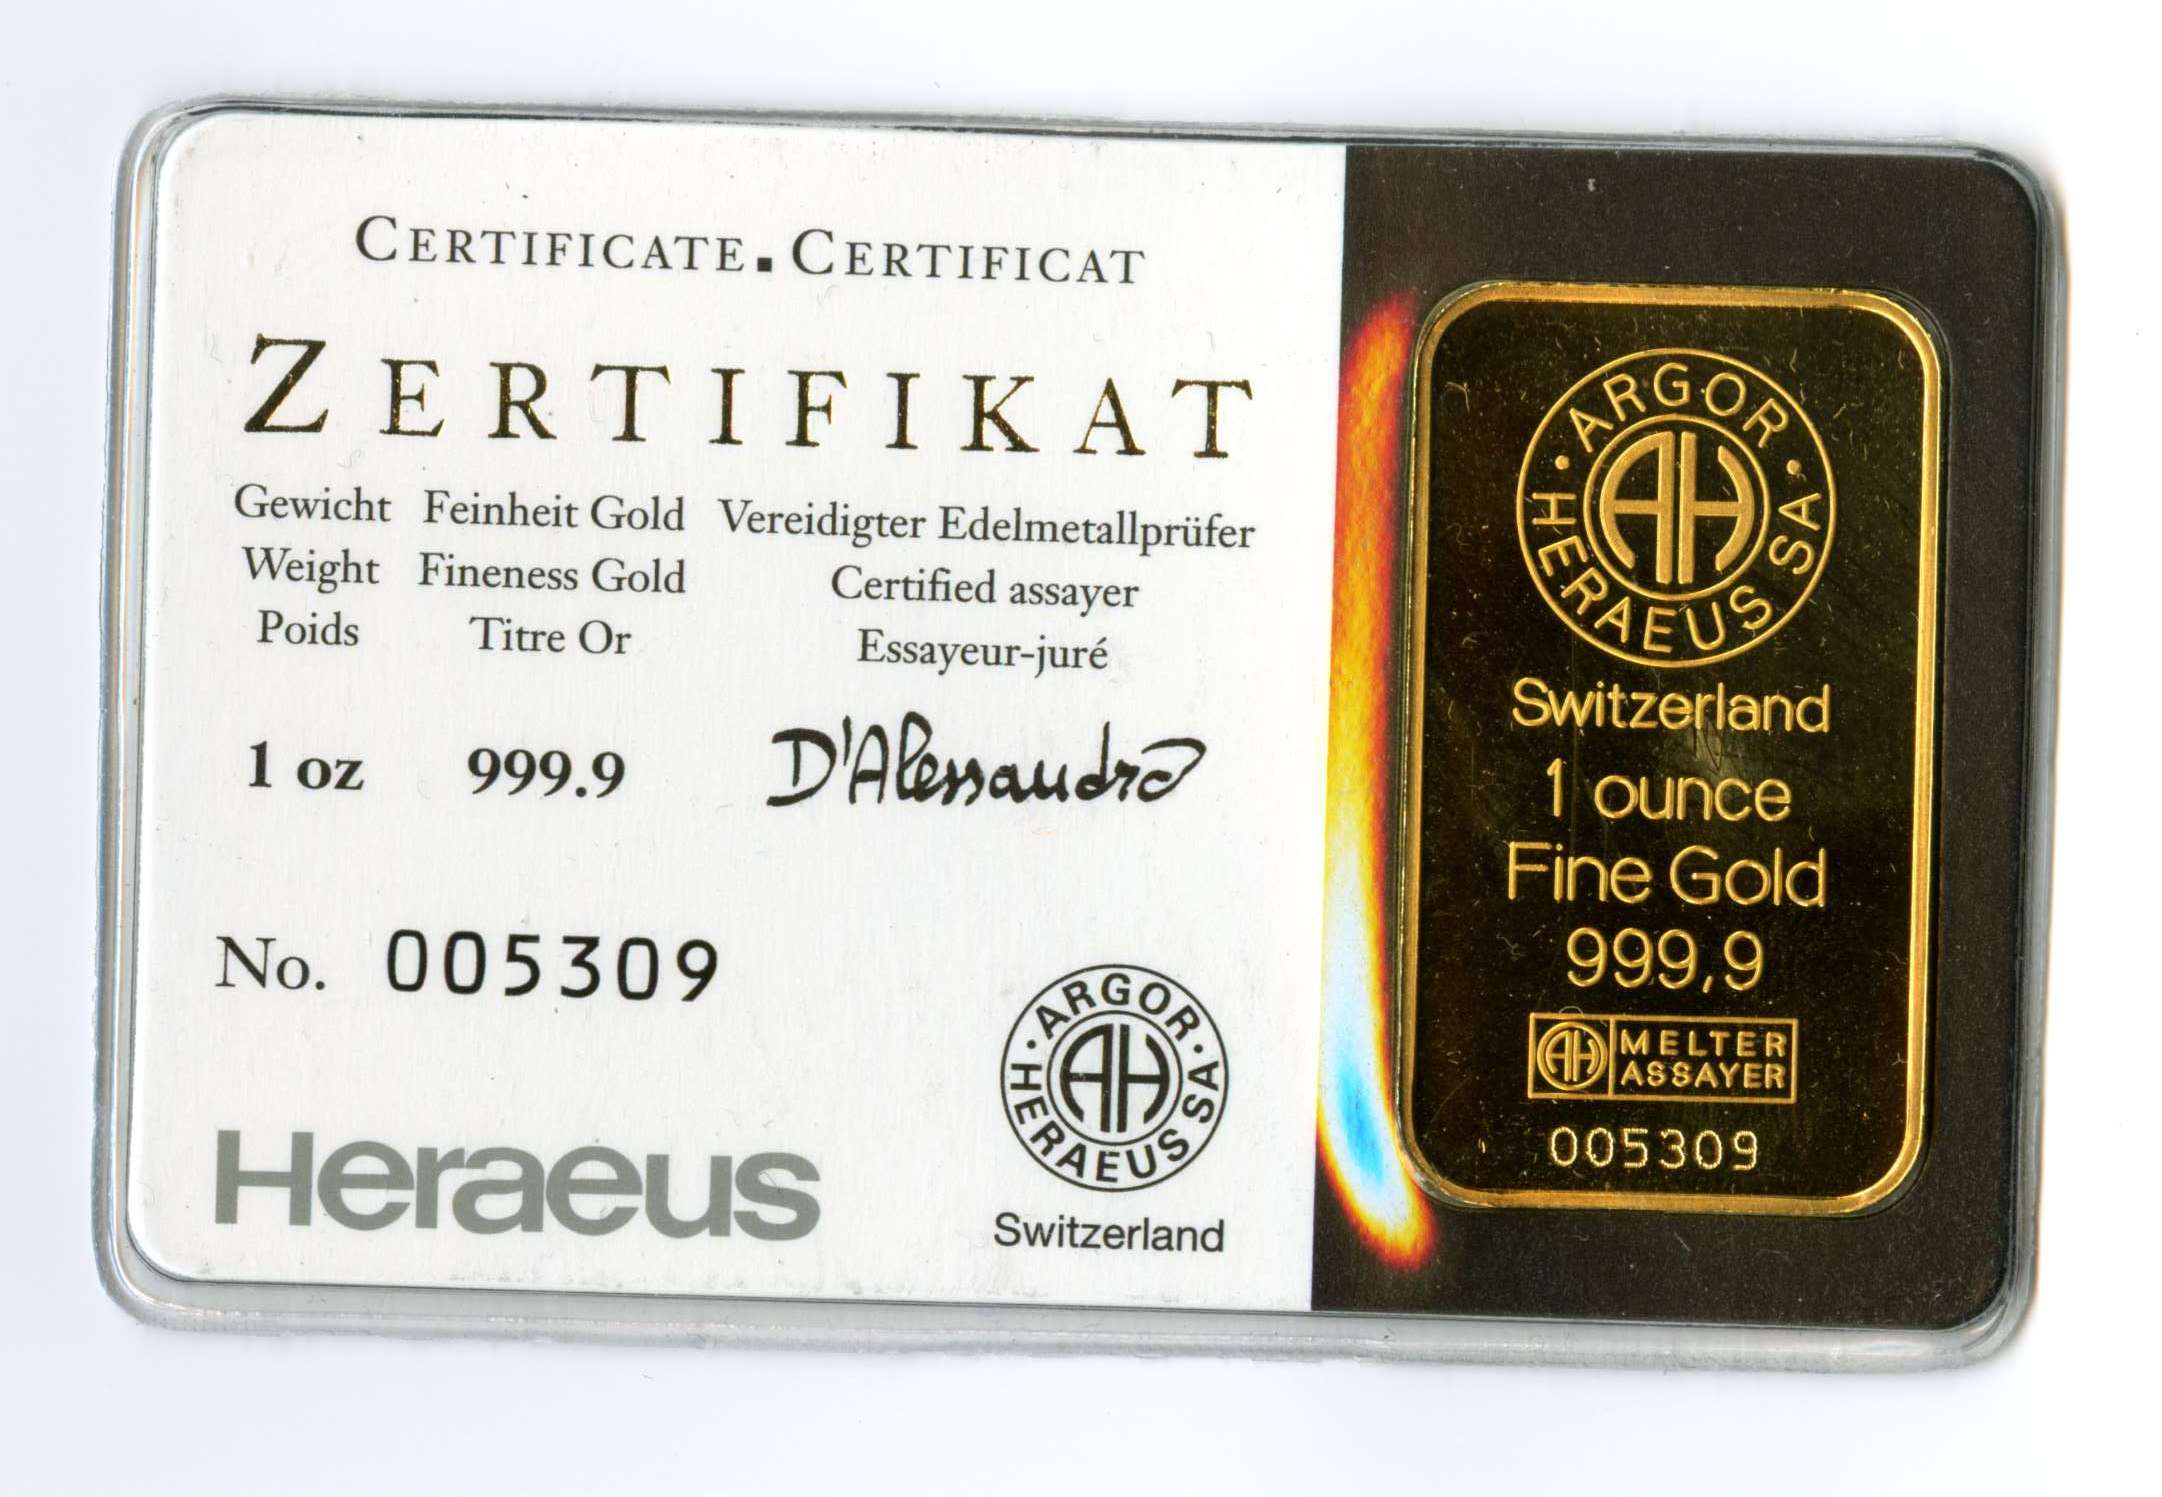 CERTIFICATE. CERTIFICAT
ZERTIFIKAT
Gewicht Feinheit Gold Vereidigter Edelmetallprüfer
Weight Fineness Gold Certified assayer
Poids Titre Or Essayeur-juré
1 oz 999.9 D'Alessandro
No. 005309
Heraeus
· ARGOR · HERAEUS SA
AH
Switzerland
· ARGOR · HERAEUS SA
AH
Switzerland
1 ounce
Fine Gold
999,9
AH MELTER
ASSAYER
005309